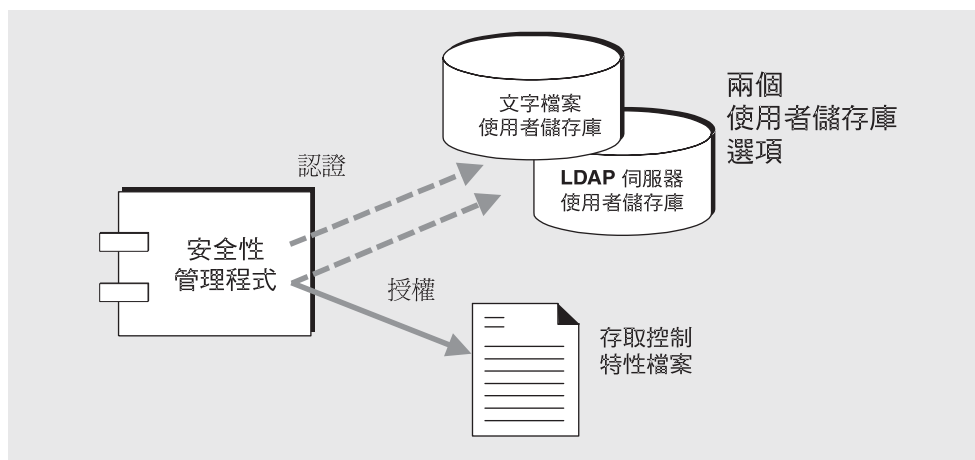 文字檔案
使用者儲存庫
兩個
使用者儲存庫
選項
LDAP 伺服器
使用者儲存庫
認證
安全性
管理程式
授權
存取控制
特性檔案